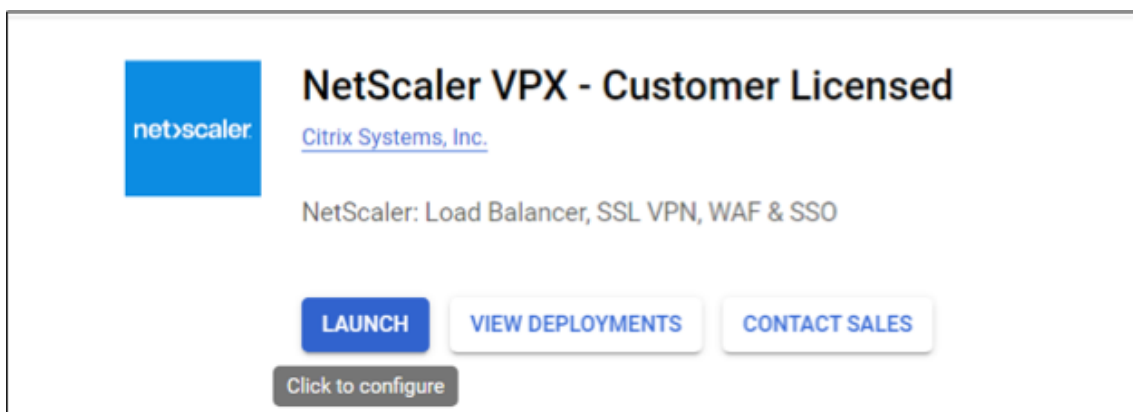 net>scaler.
NetScaler VPX - Customer Licensed
Citrix Systems, Inc.
NetScaler: Load Balancer, SSL VPN, WAF & SSO
LAUNCH VIEW DEPLOYMENTS CONTACT SALES
Click to configure